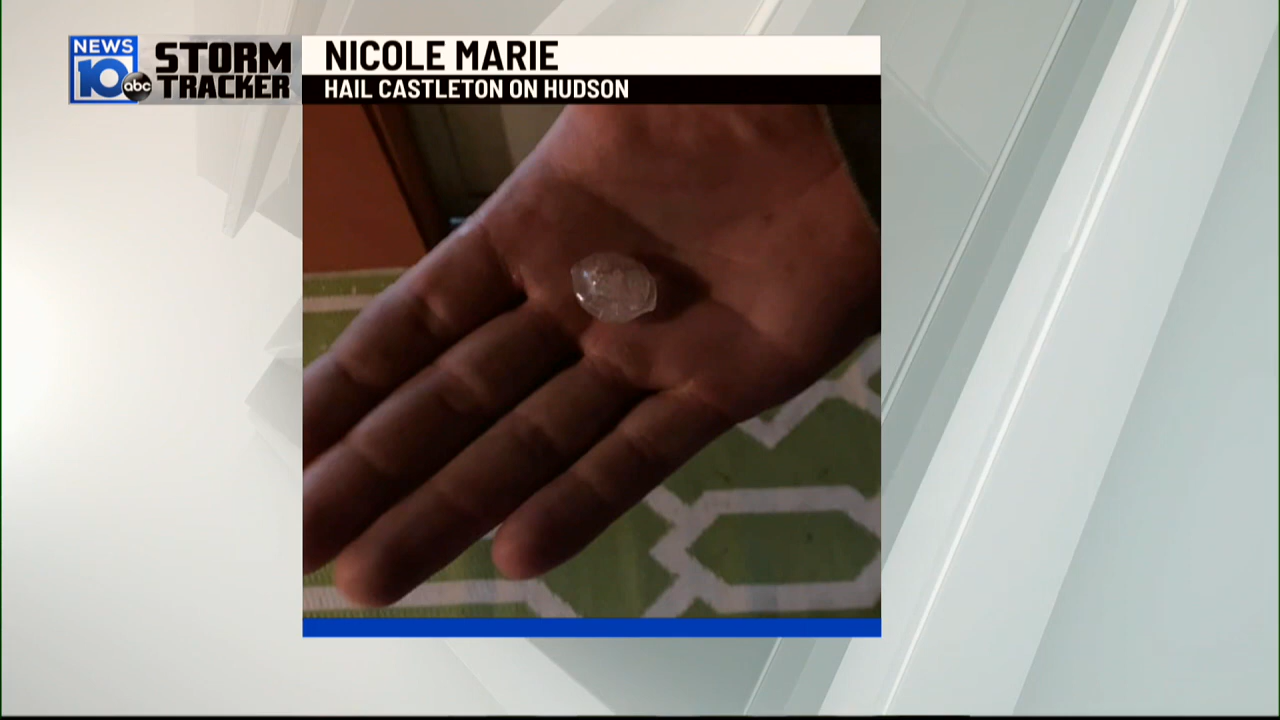 NEWS
10
abc
STORM
TRACKER
NICOLE MARIE
HAIL CASTLETON ON HUDSON